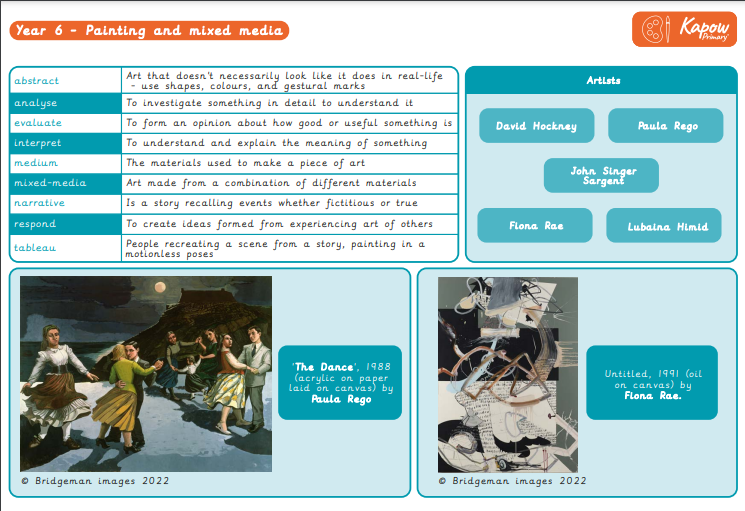 Year 6 - Painting and mixed media
Kapow
Primary
abstract
Art that doesn't necessarily look like it does in real-life
- use shapes, colours, and gestural marks
analyse
To investigate something in detail to understand it
evaluate
To form an opinion about how good or useful something is
interpret
To understand and explain the meaning of something
medium
The materials used to make a piece of art
mixed-media
Art made from a combination of different materials
narrative
Is a story recalling events whether fictitious or true
respond
To create ideas formed from experiencing art of others
tableau
People recreating a scene from a story, painting in a
motionless poses
Artists
David Hockney
Paula Rego
John Singer
Sargent
Fiona Rae
Lubaina Himid
'The Dance', 1988
(acrylic on paper
laid on canvas) by
Paula Rego
© Bridgeman images 2022
Untitled, 1991 (oil
on canvas) by
Fiona Rae.
© Bridgeman images 2022